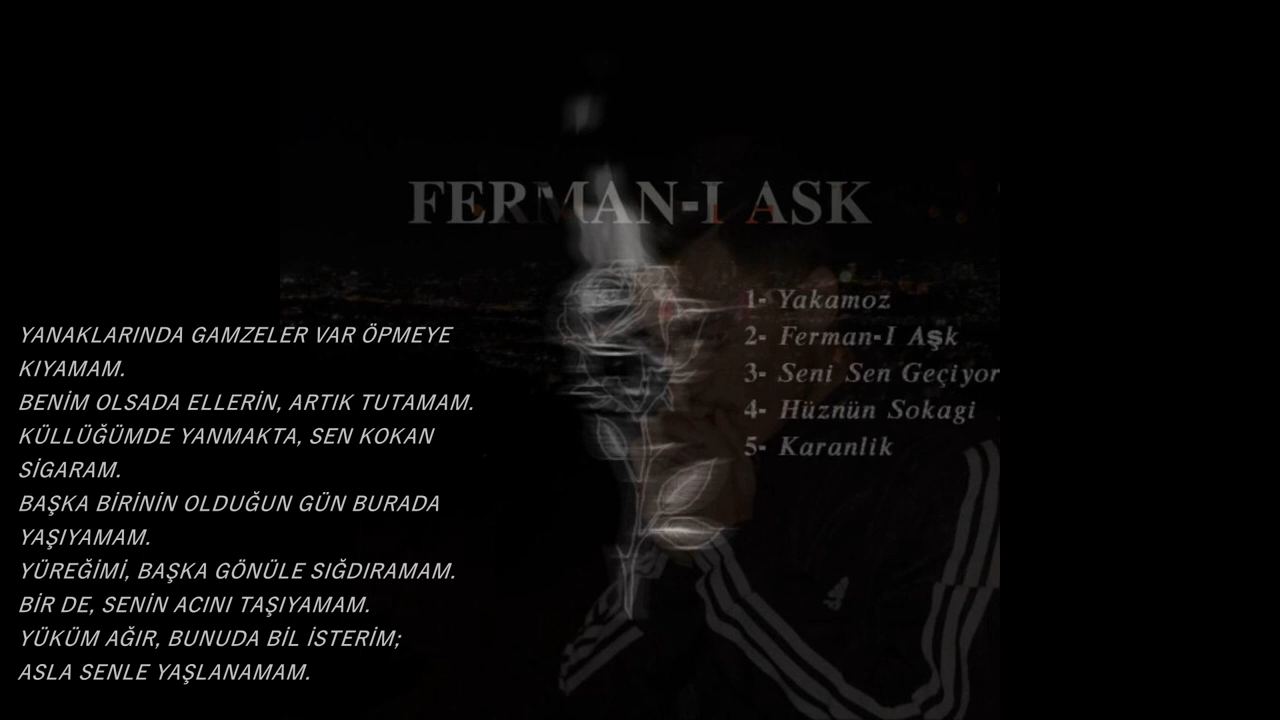 FERMAN-I ASK
1- Yakamoz
2- Ferman-I Aşk
3- Seni Sen Geçiyor
4- Hüznün Sokagi
5- Karanlik
YANAKLARINDA GAMZELER VAR ÖPMEYE
KIYAMAM.
BENİM OLSADA ELLERİN, ARTIK TUTAMAM.
KÜLLÜĞÜMDE YANMAKTA, SEN KOKAN
SİGARAM.
BAŞKA BİRİNİN OLDUĞUN GÜN BURADA
YAŞIYAMAM.
YÜREĞİMİ, BAŞKA GÖNÜLE SIĞDIRAMAM.
BİR DE, SENİN ACINI TAŞIYAMAM.
YÜKÜM AĞIR, BUNUDA BİL İSTERİM;
ASLA SENLE YAŞLANAMAM.